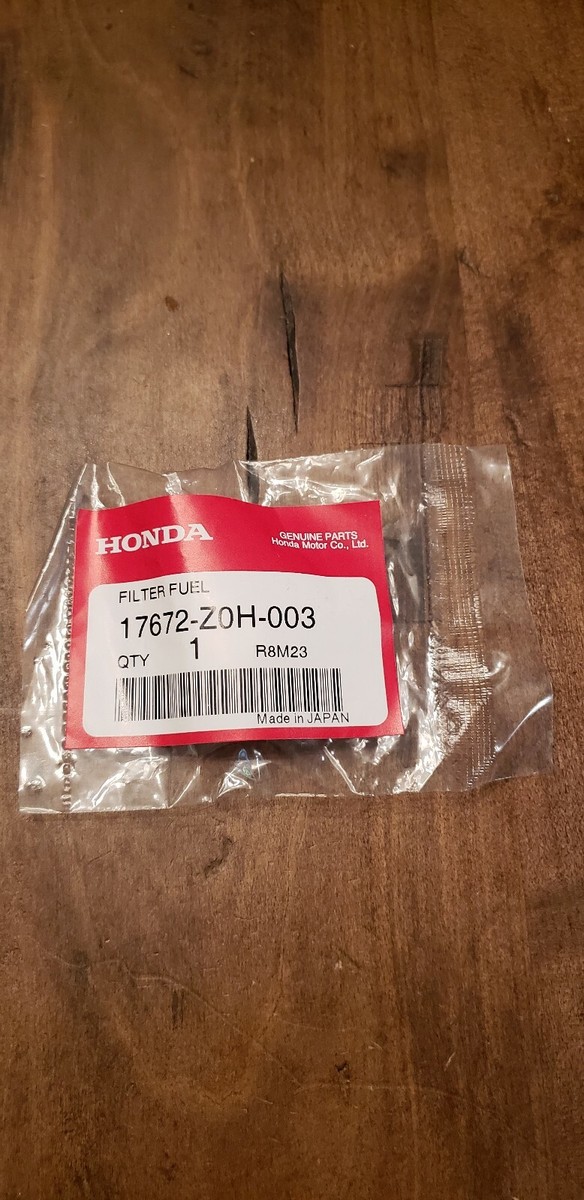 HONDA
GENUINE PARTS
Honda Motor Co., Ltd.
FILTER FUEL
17672-Z0H-003
QTY 1 R8M23
Made in JAPAN